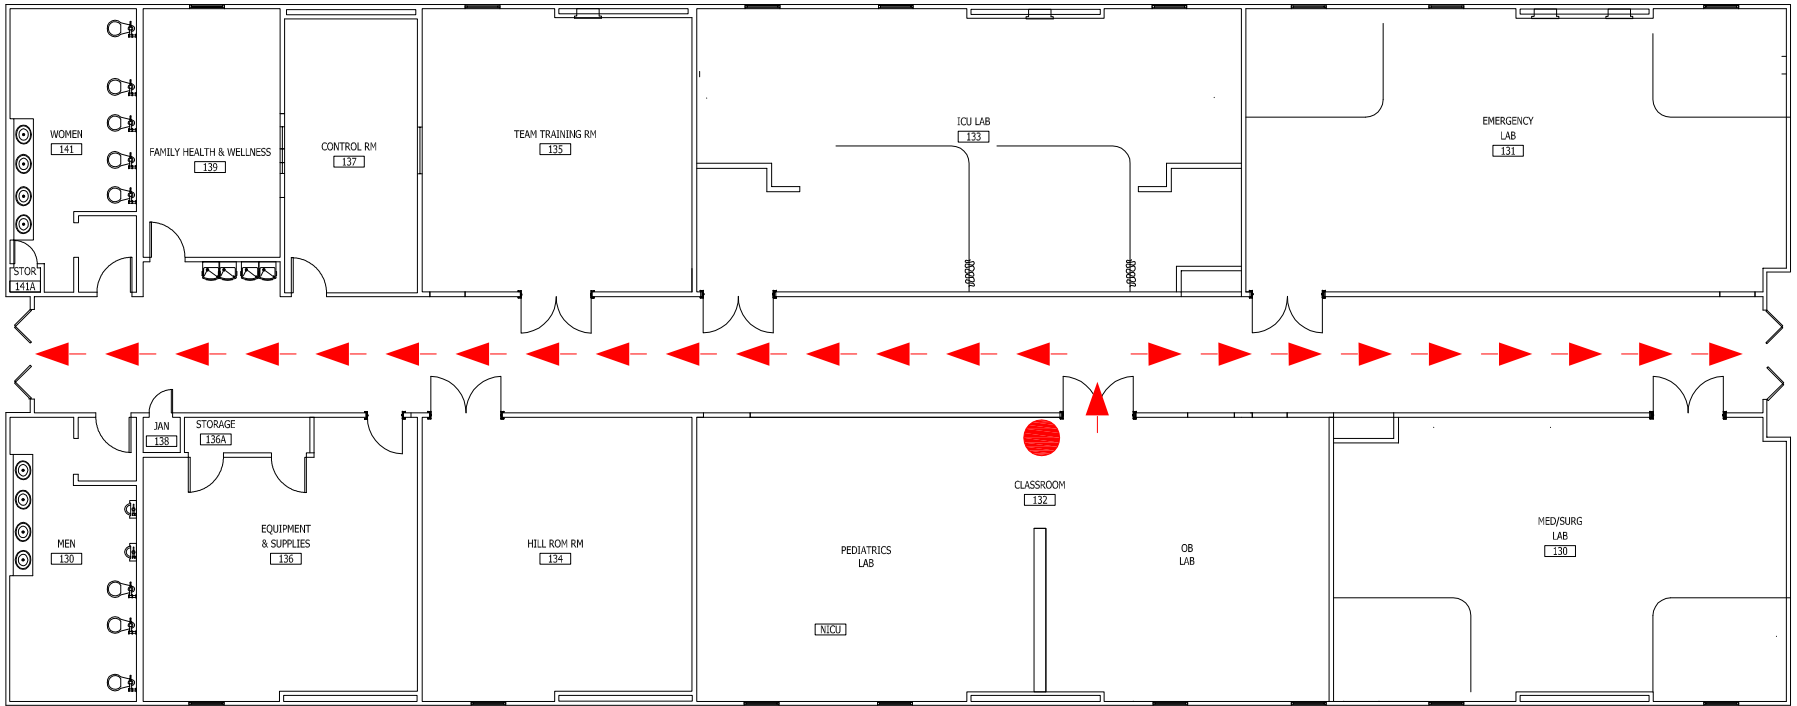 WOMEN
141
STOR
141A
FAMILY HEALTH & WELLNESS
139
CONTROL RM
137
TEAM TRAINING RM
135
ICU LAB
133
EMERGENCY
LAB
131
MEN
130
JAN
138
STORAGE
136A
EQUIPMENT
& SUPPLIES
136
HILL ROM RM
134
PEDIATRICS
LAB
NICU
CLASSROOM
132
OB
LAB
MED/SURG
LAB
130